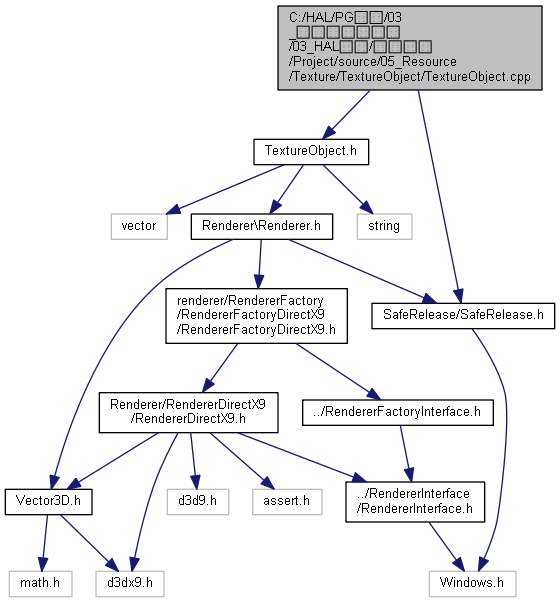 C:/HAL/PG
/03
_
/03_HAL
/
/Project/source/05_Resource
/Texture/TextureObject/TextureObject.cpp
TextureObject.h
vector
Renderer\Renderer.h
string
renderer/RendererFactory
/RendererFactoryDirectX9
/RendererFactoryDirectX9.h
SafeRelease/SafeRelease.h
Renderer/RendererDirectX9
/RendererDirectX9.h
../RendererFactoryInterface.h
Vector3D.h
d3d9.h
assert.h
../RendererInterface
/RendererInterface.h
math.h
d3dx9.h
Windows.h